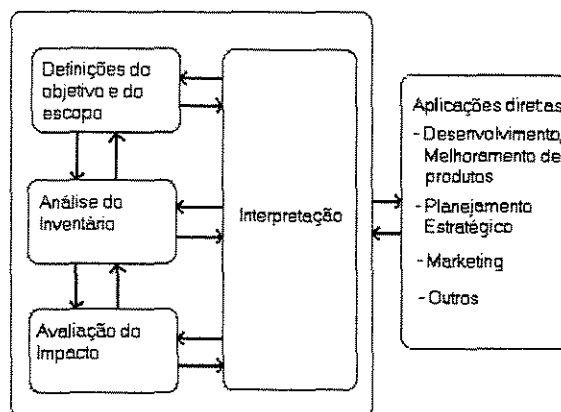 Definições do
objetivo e do
escopo
Análise do
Inventário
Avaliação do
Impacto
Interpretação
Aplicações diretas
- Desenvolvimento,
Melhoramento de
produtos
- Planejamento
Estratégico
- Marketing
- Outros